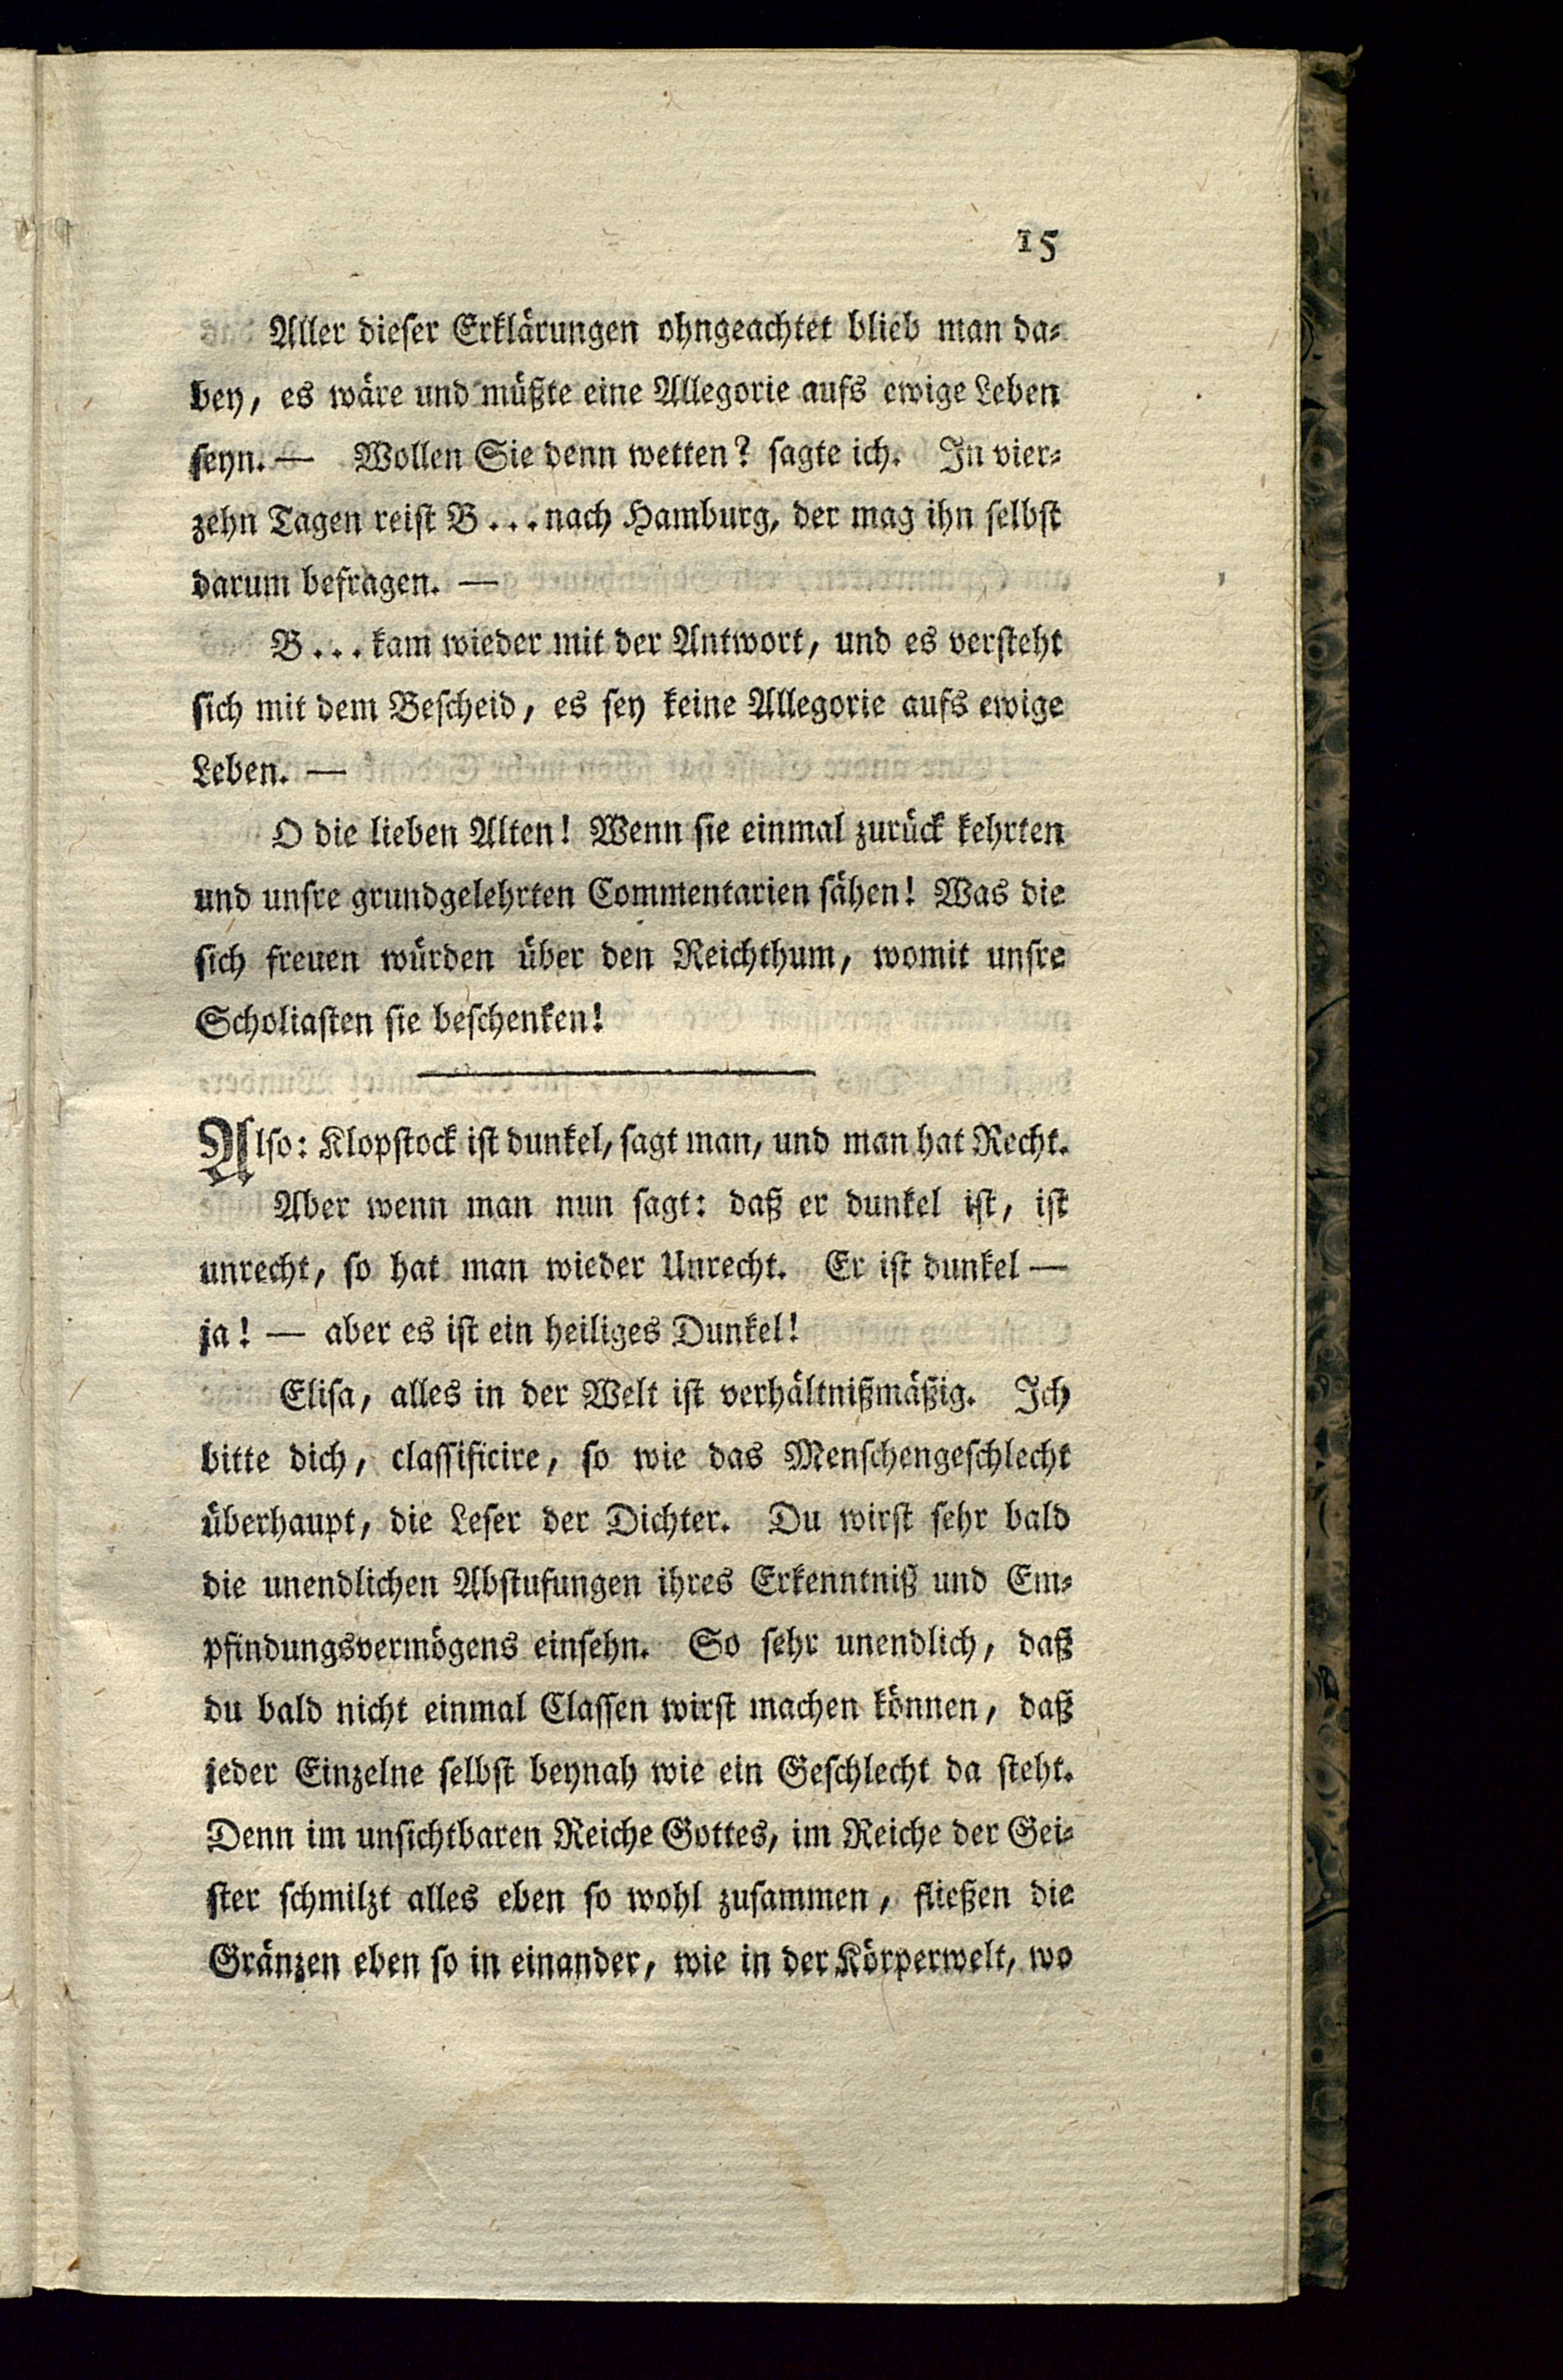 15
Aller dieser Erklärungen ohngeachtet blieb man da⸗
bey, es wäre und müßte eine Allegorie aufs ewige Leben
seyn. — Wollen Sie denn wetten? sagte ich. In vier⸗
zehn Tagen reist B... nach Hamburg, der mag ihn selbst
darum befragen. —
B... kam wieder mit der Antwort, und es versteht
sich mit dem Bescheid, es sey keine Allegorie aufs ewige
Leben. —
O die lieben Alten! Wenn sie einmal zurück kehrten
und unsre grundgelehrten Commentarien sähen! Was die
sich freuen würden über den Reichthum, womit unsre
Scholiasten sie beschenken!
Also: Klopstock ist dunkel, sagt man, und man hat Recht.
Aber wenn man nun sagt: daß er dunkel ist, ist
unrecht, so hat man wieder Unrecht. Er ist dunkel —
ja! — aber es ist ein heiliges Dunkel!
Elisa, alles in der Welt ist verhältnißmäßig. Ich
bitte dich, classificire, so wie das Menschengeschlecht
überhaupt, die Leser der Dichter. Du wirst sehr bald
die unendlichen Abstufungen ihres Erkenntniß und Em⸗
pfindungsvermögens einsehn. So sehr unendlich, daß
du bald nicht einmal Classen wirst machen können, daß
jeder Einzelne selbst beynah wie ein Geschlecht da steht.
Denn im unsichtbaren Reiche Gottes, im Reiche der Gei⸗
ster schmilzt alles eben so wohl zusammen, fließen die
Gränzen eben so in einander, wie in der Körperwelt, wo